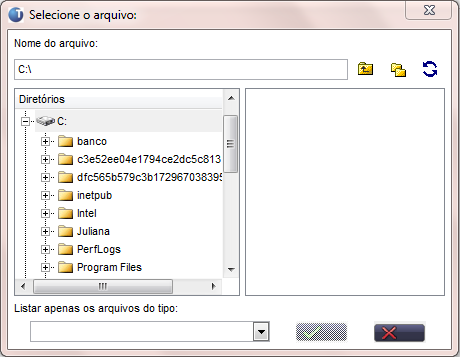 Selecione o arquivo:
Nome do arquivo:
C:\
Diretórios
C:
banco
c3e52ee04e1794ce2dc5c813
dfc565b579c3b17296703839
inetpub
Intel
Juliana
PerfLogs
Program Files
Listar apenas os arquivos do tipo: